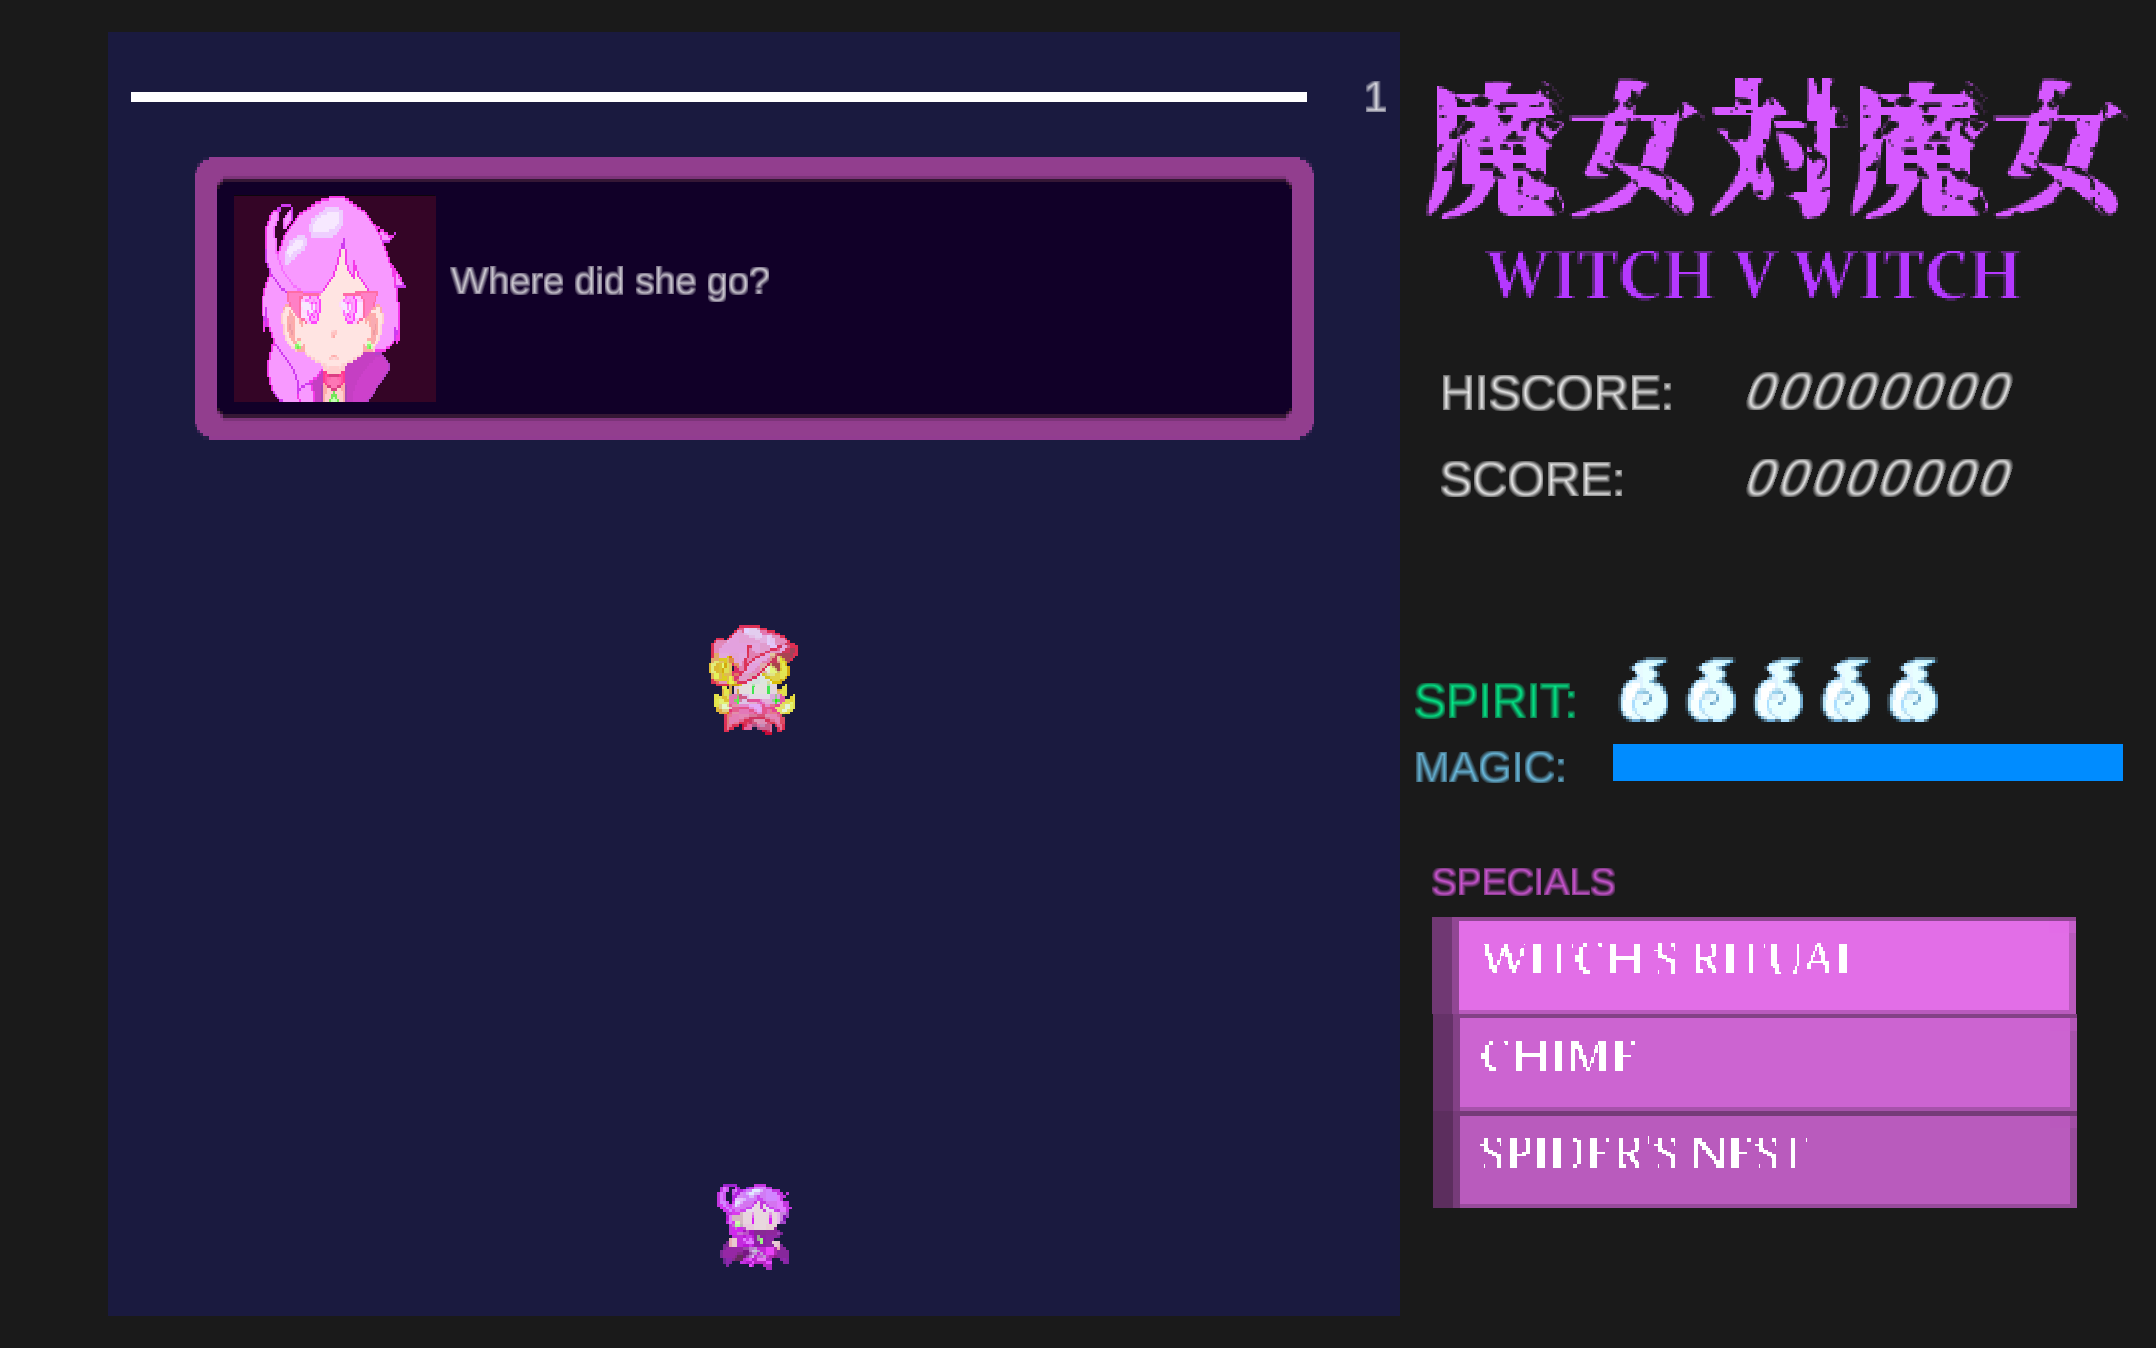 1
Where did she go?
魔女対魔女
WITCH V WITCH
HISCORE: 00000000
SCORE: 00000000
SPIRIT:
MAGIC:
SPECIALS
WITCH'S RITUAL
CHIME
SPIDER'S NEST